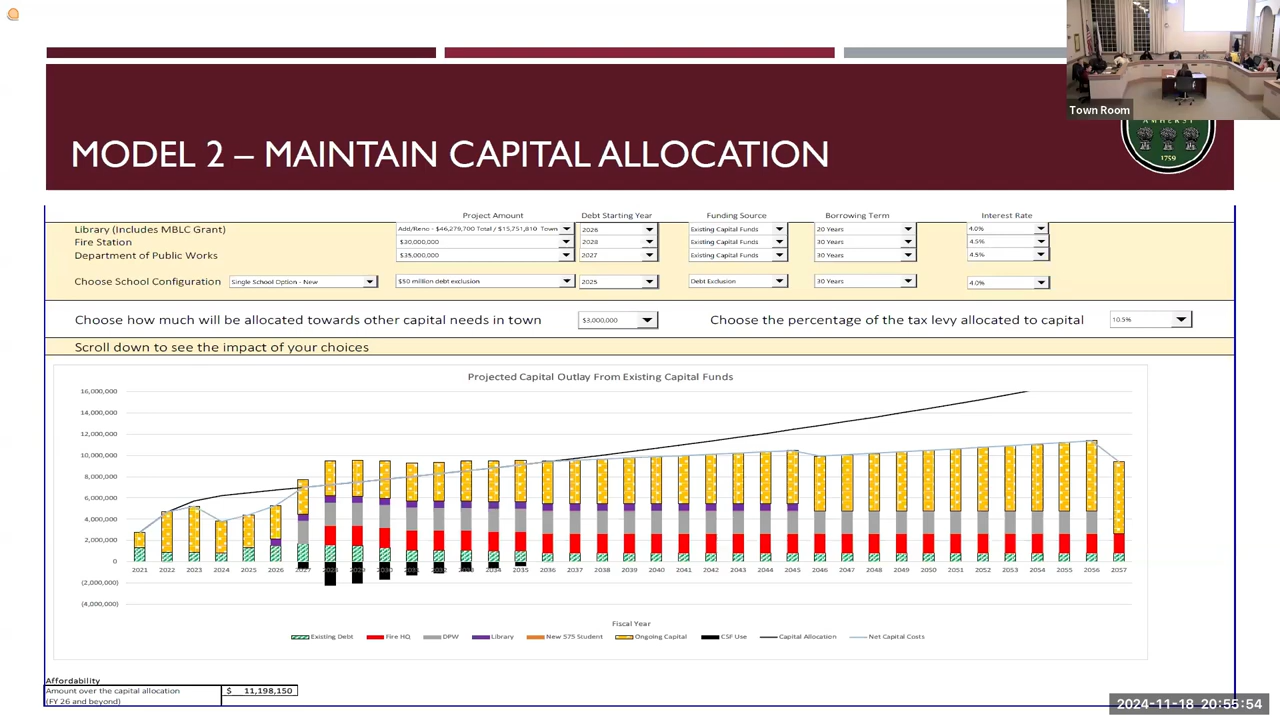 Town Room
AMHERST
1759
MODEL 2 – MAINTAIN CAPITAL ALLOCATION
Project Amount Debt Starting Year Funding Source Borrowing Term Interest Rate
Library (Includes MBLC Grant) Add/Reno - $46,279,700 Total / $15,751,810 Town 2026 Existing Capital Funds 20 Years 4.0%
Fire Station $30,000,000 2028 Existing Capital Funds 30 Years 4.5%
Department of Public Works $35,000,000 2027 Existing Capital Funds 30 Years 4.5%
Choose School Configuration Single School Option - New $50 million debt exclusion 2025 Debt Exclusion 30 Years 4.0%
Choose how much will be allocated towards other capital needs in town $3,000,000 Choose the percentage of the tax levy allocated to capital 10.5%
Scroll down to see the impact of your choices
Projected Capital Outlay From Existing Capital Funds
16,000,000
14,000,000
12,000,000
10,000,000
8,000,000
6,000,000
4,000,000
2,000,000
0
2021 2022 2023 2024 2025 2026 2027 2028 2029 2034 2035 2036 2037 2038 2039 2040 2041 2042 2043 2044 2045 2046 2047 2048 2049 2050 2051 2052 2053 2054 2055 2056 2057
(2,000,000)
(4,000,000)
Fiscal Year
Existing Debt Fire HQ DPW Library New 575 Student Ongoing Capital CSF Use Capital Allocation Net Capital Costs
Affordability
Amount over the capital allocation $ 11,198,150
(FY 26 and beyond)
2024-11-18 20:55:54